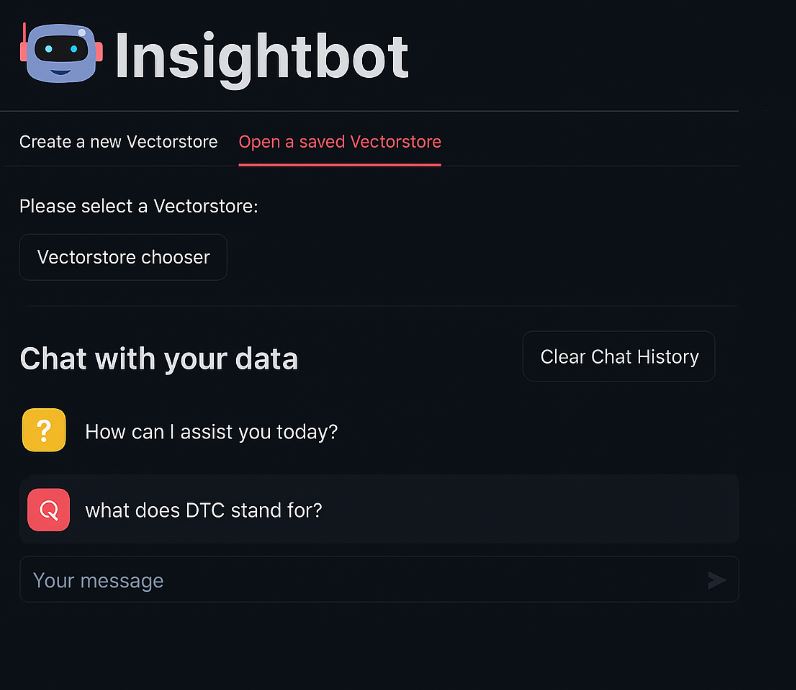 Insightbot
Create a new Vectorstore Open a saved Vectorstore
Please select a Vectorstore:
Vectorstore chooser
Chat with your data
Clear Chat History
? How can I assist you today?
Q what does DTC stand for?
Your message